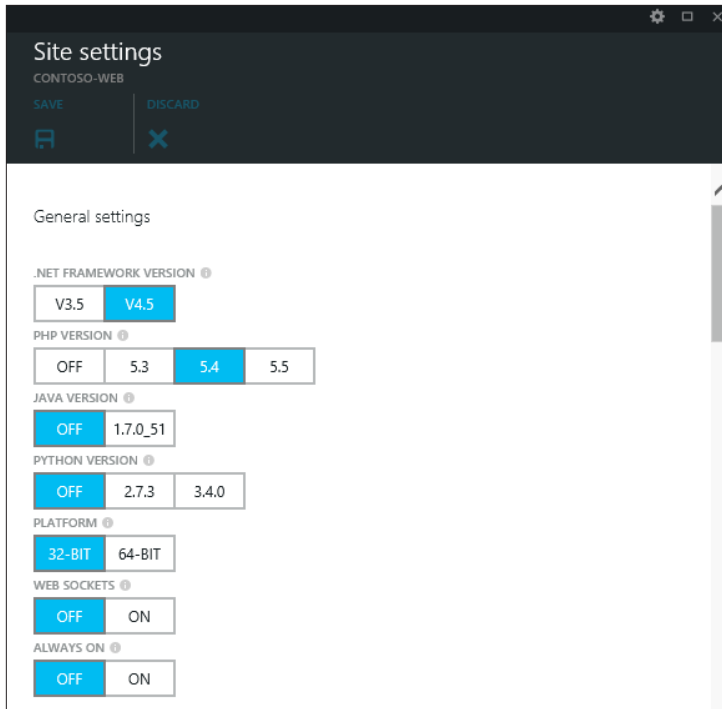 Site settings
CONTOSO-WEB
SAVE DISCARD
General settings
.NET FRAMEWORK VERSION
V3.5 V4.5
PHP VERSION
OFF 5.3 5.4 5.5
JAVA VERSION
OFF 1.7.0_51
PYTHON VERSION
OFF 2.7.3 3.4.0
PLATFORM
32-BIT 64-BIT
WEB SOCKETS
OFF ON
ALWAYS ON
OFF ON